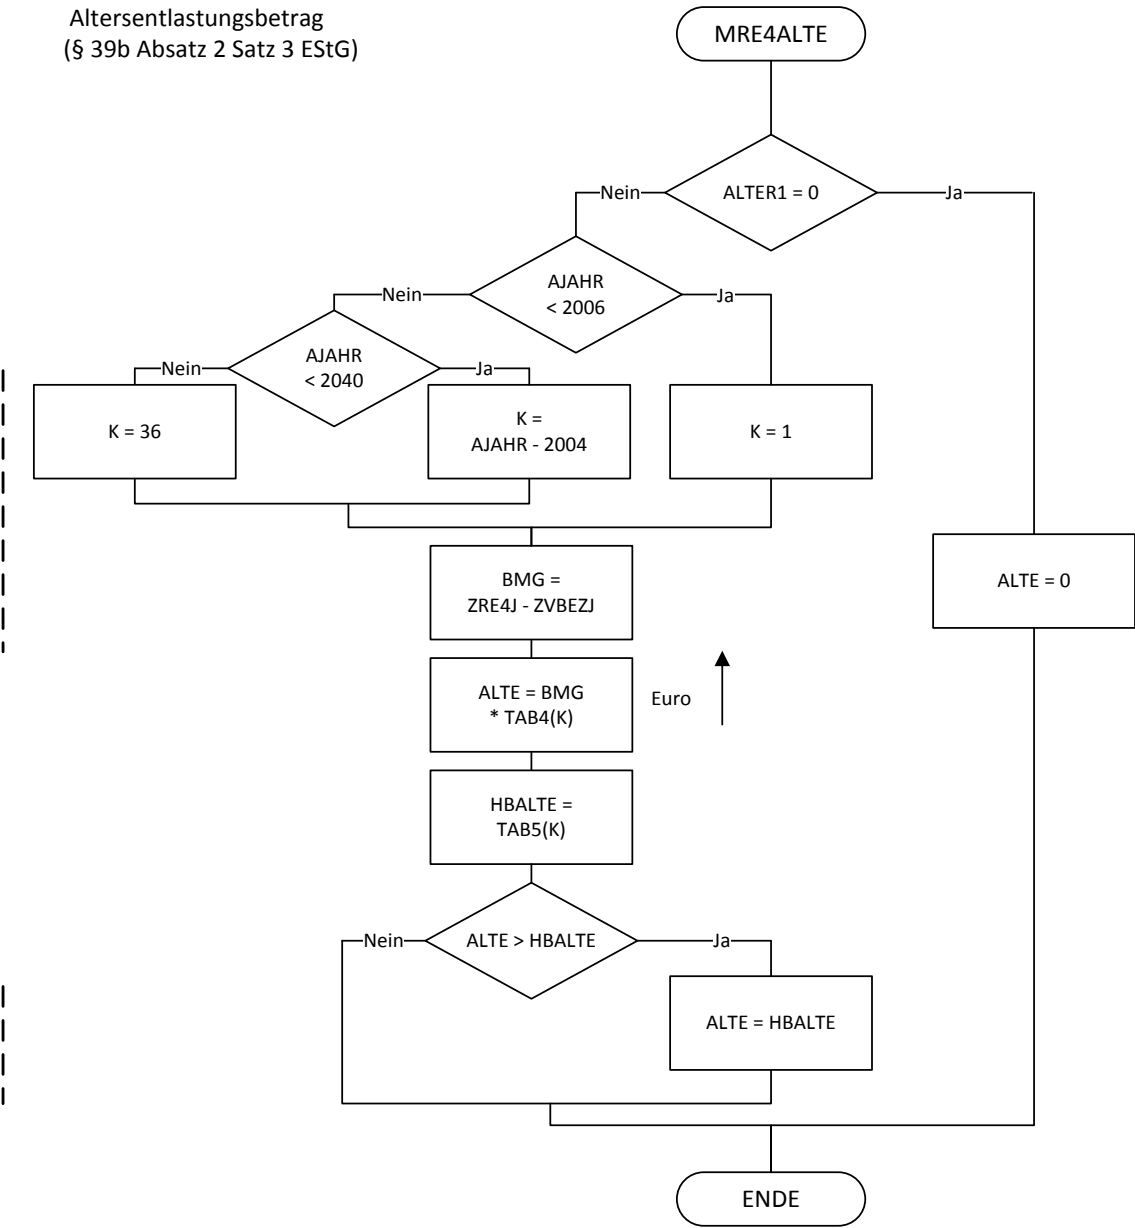 Altersentlastungsbetrag
(§ 39b Absatz 2 Satz 3 EStG)
MRE4ALTE
ALTER1 = 0
Nein
Ja
AJAHR
< 2006
Nein
Ja
AJAHR
< 2040
Nein
Ja
K = 36
K =
AJAHR - 2004
K = 1
BMG =
ZRE4J - ZVBEZJ
ALTE = 0
ALTE = BMG
* TAB4(K)
Euro
HBALTE =
TAB5(K)
ALTE > HBALTE
Nein
Ja
ALTE = HBALTE
ENDE